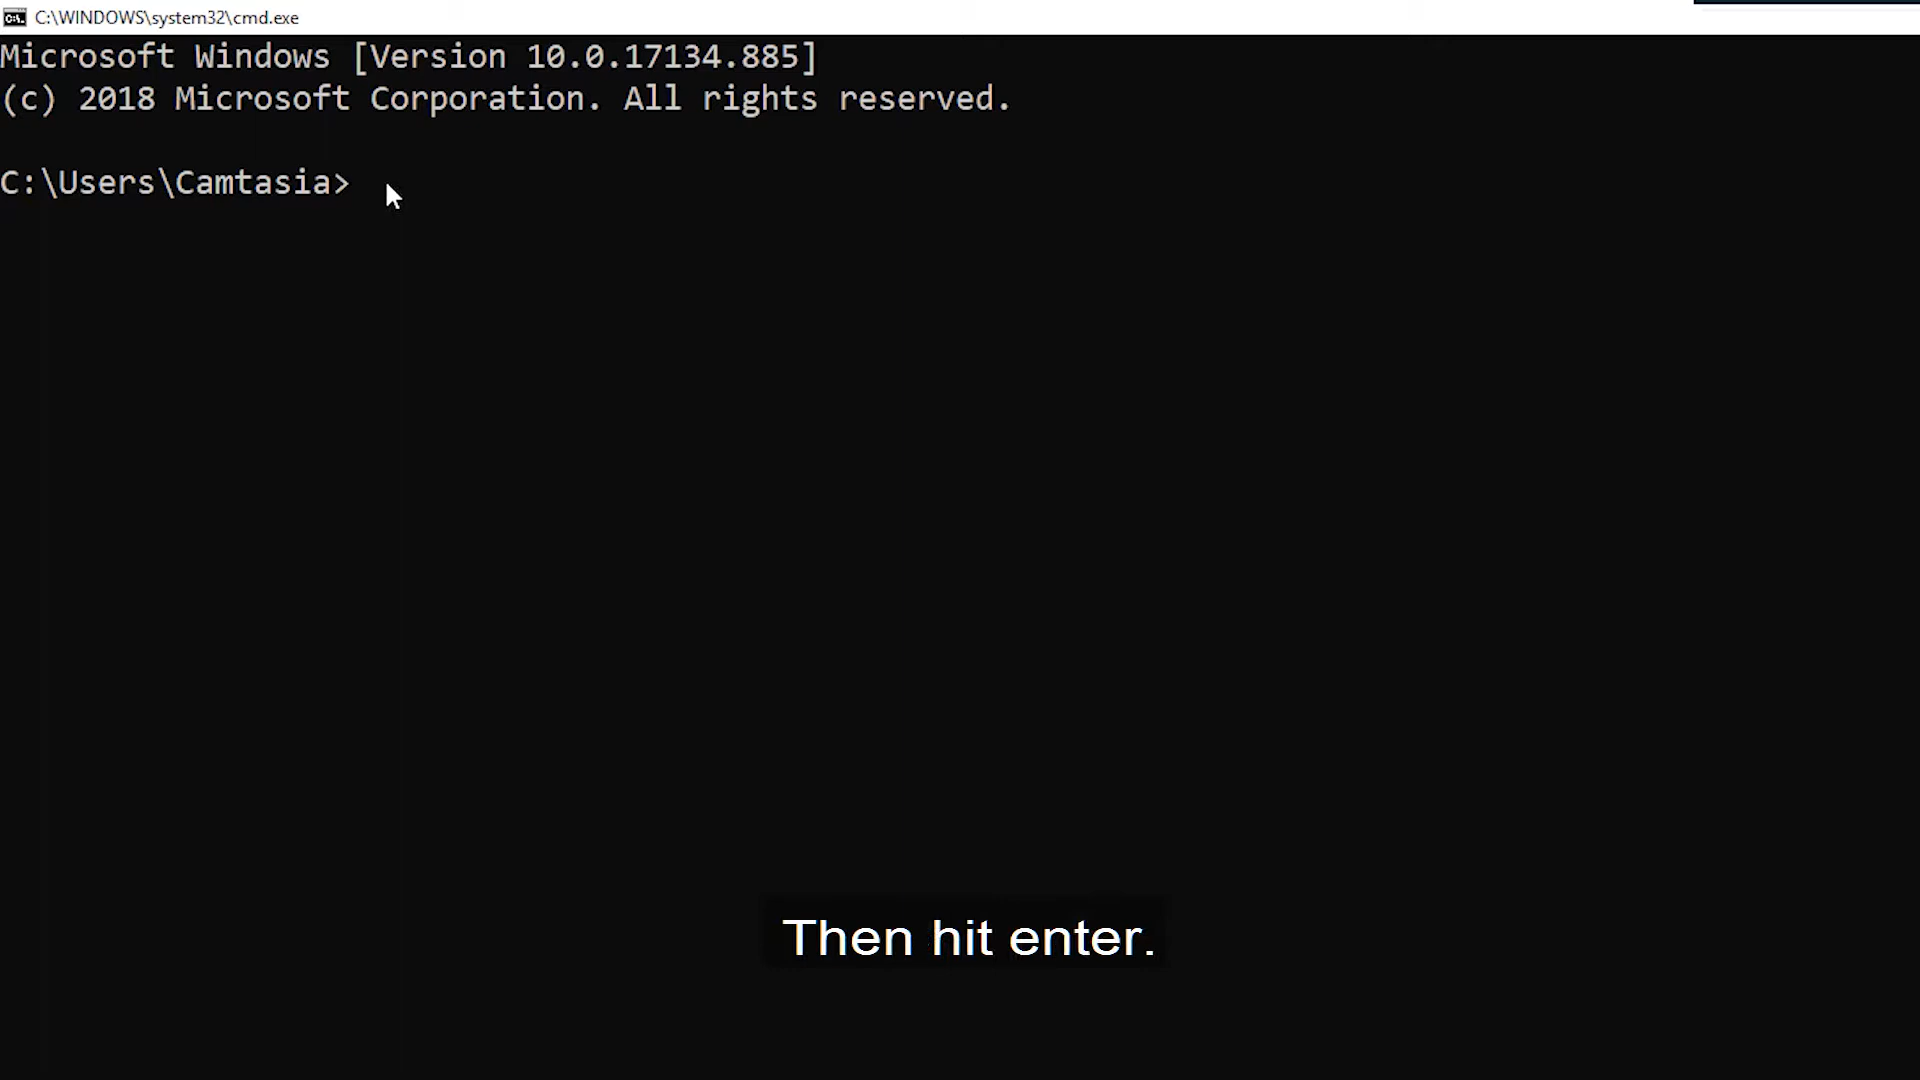 C:\WINDOWS\system32\cmd.exe
Microsoft Windows [Version 10.0.17134.885]
(c) 2018 Microsoft Corporation. All rights reserved.
C:\Users\Camtasia>
Then hit enter.